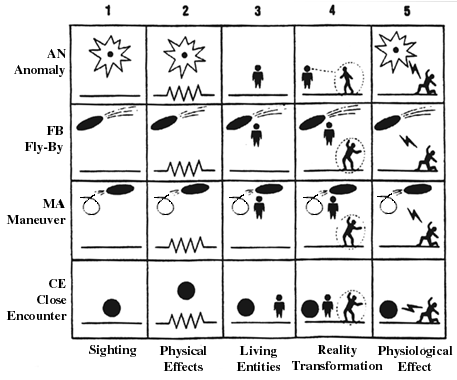 1 2 3 4 5
AN
Anomaly
FB
Fly-By
MA
Maneuver
CE
Close
Encounter
Sighting Physical Living Reality Physiological
Effects Entities Transformation Effect